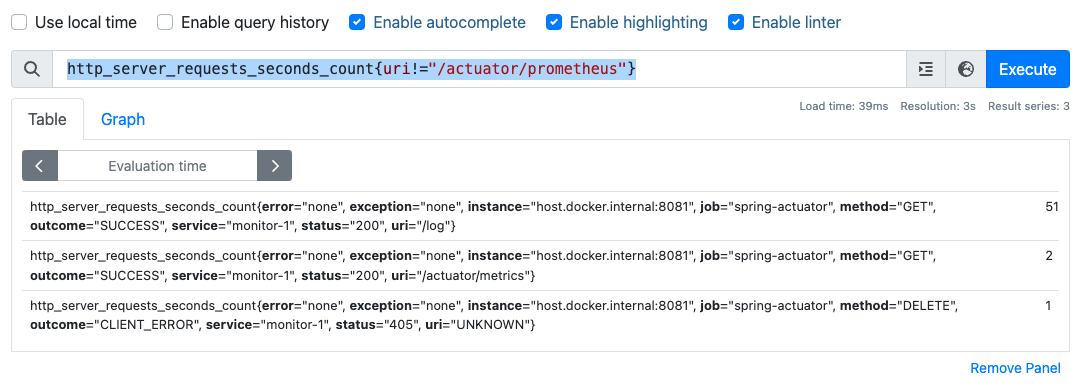 Use local time Enable query history Enable autocomplete Enable highlighting Enable linter
http_server_requests_seconds_count{uri!="/actuator/prometheus"} Execute
Load time: 39ms Resolution: 3s Result series: 3
Table Graph
Evaluation time
http_server_requests_seconds_count{error="none", exception="none", instance="host.docker.internal:8081", job="spring-actuator", method="GET", 51
outcome="SUCCESS", service="monitor-1", status="200", uri="/log"}
http_server_requests_seconds_count{error="none", exception="none", instance="host.docker.internal:8081", job="spring-actuator", method="GET", 2
outcome="SUCCESS", service="monitor-1", status="200", uri="/actuator/metrics"}
http_server_requests_seconds_count{error="none", exception="none", instance="host.docker.internal:8081", job="spring-actuator", method="DELETE", 1
outcome="CLIENT_ERROR", service="monitor-1", status="405", uri="UNKNOWN"}
Remove Panel